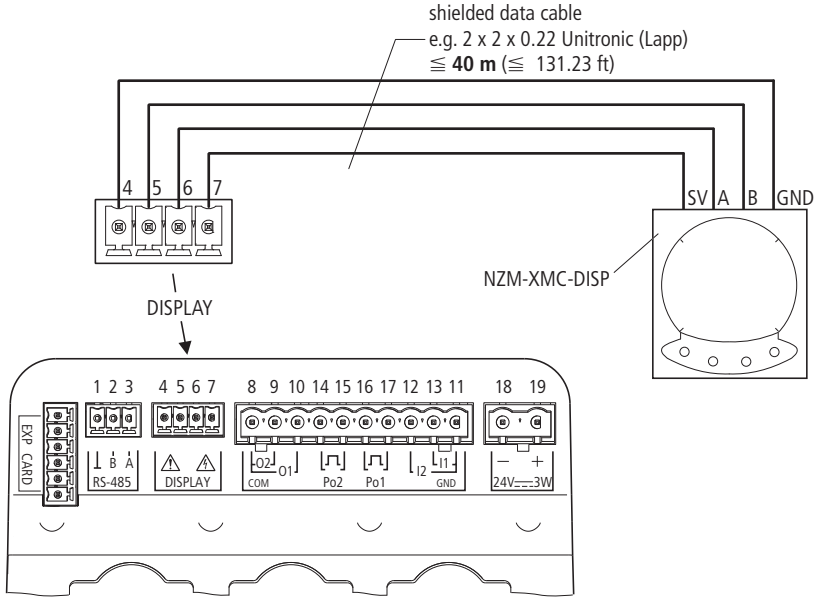 shielded data cable
e.g. 2 x 2 x 0.22 Unitronic (Lapp)
≦ 40 m (≦ 131.23 ft)
4 5 6 7
SV A B GND
NZM-XMC-DISP
DISPLAY
1 2 3 4 5 6 7 8 9 10 14 15 16 17 12 13 11 18 19
EXP CARD
⊥ B A
RS-485
DISPLAY
O2 O1
COM
Po2 Po1
I2 I1
GND
− +
24V⎓3W